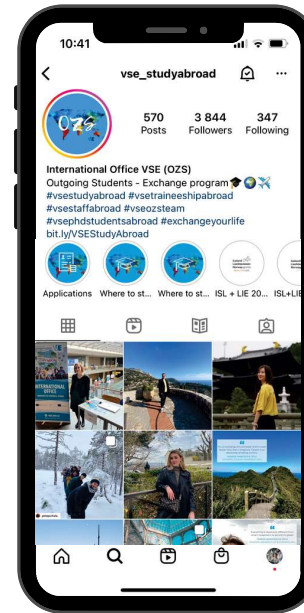 10:41
vse_studyabroad
OZS
570 3 844 347
Posts Followers Following
International Office VSE (OZS)
Outgoing Students - Exchange program
#vsestudyabroad #vsetraineeshipabroad
#vsestaffabroad #vseozsteam
#vsephdstudentsabroad #exchangeyourlife
bit.ly/VSEStudyAbroad
Applications Where to st... Where to st... ISL + LIE 20... ISL+LIE
INTERNATIONAL
OFFICE